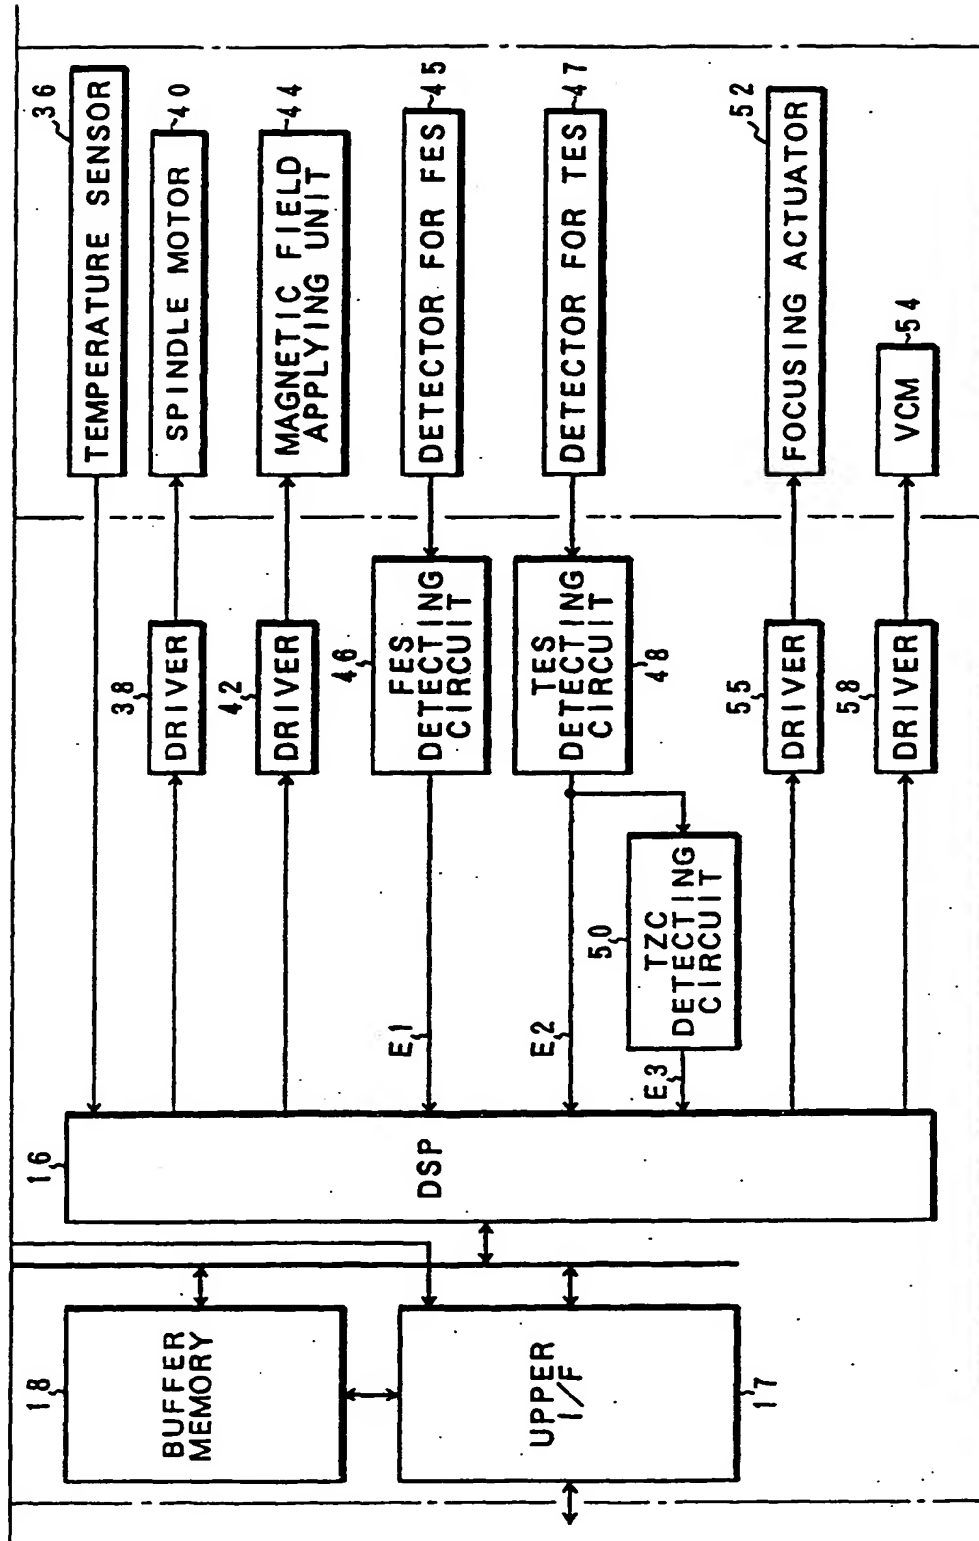 18
BUFFER
MEMORY
UPPER
I/F
17
16
DSP
E1
E2
E3
50
TZC
DETECTING
CIRCUIT
38
DRIVER
42
DRIVER
46
FES
DETECTING
CIRCUIT
TES
DETECTING
CIRCUIT
48
55
DRIVER
58
DRIVER
36
TEMPERATURE SENSOR
SPINDLE MOTOR
40
MAGNETIC FIELD
APPLYING UNIT
44
DETECTOR FOR FES
45
DETECTOR FOR TES
47
52
FOCUSING ACTUATOR
VCM
54